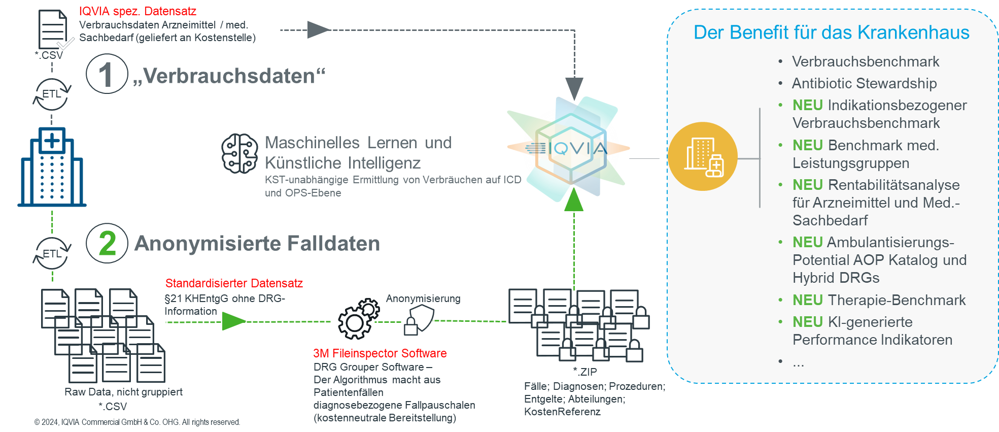 IQVIA spez. Datensatz
Verbrauchsdaten Arzneimittel / med.
Sachbedarf (geliefert an Kostenstelle)
*.CSV
1 „Verbrauchsdaten“
ETL
Maschinelles Lernen und
Künstliche Intelligenz
KST-unabhängige Ermittlung von Verbräuchen auf ICD
und OPS-Ebene
IQVIA
2 Anonymisierte Falldaten
ETL
Standardisierter Datensatz
§21 KHEntgG ohne DRG-
Information
Anonymisierung
3M Fileinspector Software
DRG Grouper Software –
Der Algorithmus macht aus
Patientenfällen
diagnosebezogene Fallpauschalen
(kostenneutrale Bereitstellung)
Raw Data, nicht gruppiert
*.CSV
*.ZIP
Fälle; Diagnosen; Prozeduren;
Entgelte; Abteilungen;
KostenReferenz
© 2024, IQVIA Commercial GmbH & Co. OHG. All rights reserved.
Der Benefit für das Krankenhaus
• Verbrauchsbenchmark
• Antibiotic Stewardship
• NEU Indikationsbezogener
Verbrauchsbenchmark
• NEU Benchmark med.
Leistungsgruppen
• NEU Rentabilitätsanalyse
für Arzneimittel und Med.-
Sachbedarf
• NEU Ambulantisierungs-
Potential AOP Katalog und
Hybrid DRGs
• NEU Therapie-Benchmark
• NEU KI-generierte
Performance Indikatoren
• ...